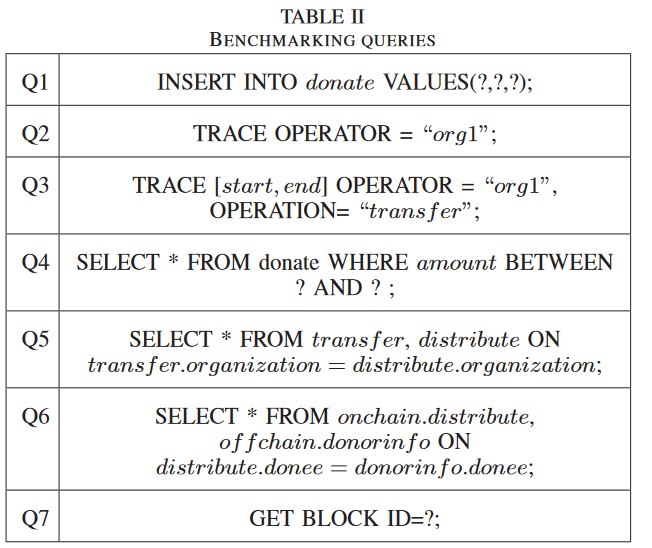 TABLE II
BENCHMARKING QUERIES
Q1 INSERT INTO donate VALUES(?,?,?);
Q2 TRACE OPERATOR = “org1”;
Q3 TRACE [start, end] OPERATOR = “org1”,
OPERATION= “transfer”;
Q4 SELECT * FROM donate WHERE amount BETWEEN
? AND ? ;
Q5 SELECT * FROM transfer, distribute ON
transfer.organization = distribute.organization;
Q6 SELECT * FROM onchain.distribute,
offchain.donorinfo ON
distribute.donee = donorinfo.donee;
Q7 GET BLOCK ID=?;